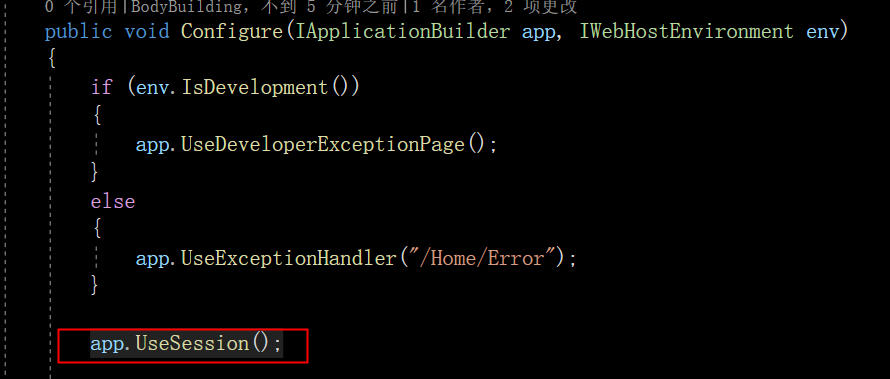 0 个引用|BodyBuilding，不到 5 分钟之前|1 名作者，2 项更改
public void Configure(IApplicationBuilder app, IWebHostEnvironment env)
{
if (env.IsDevelopment())
{
app.UseDeveloperExceptionPage();
}
else
{
app.UseExceptionHandler("/Home/Error");
}
app.UseSession();